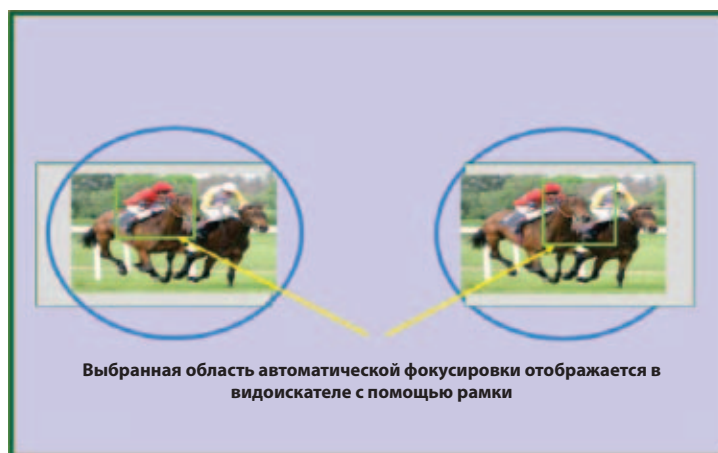 Выбранная область автоматической фокусировки отображается в
видоискателе с помощью рамки